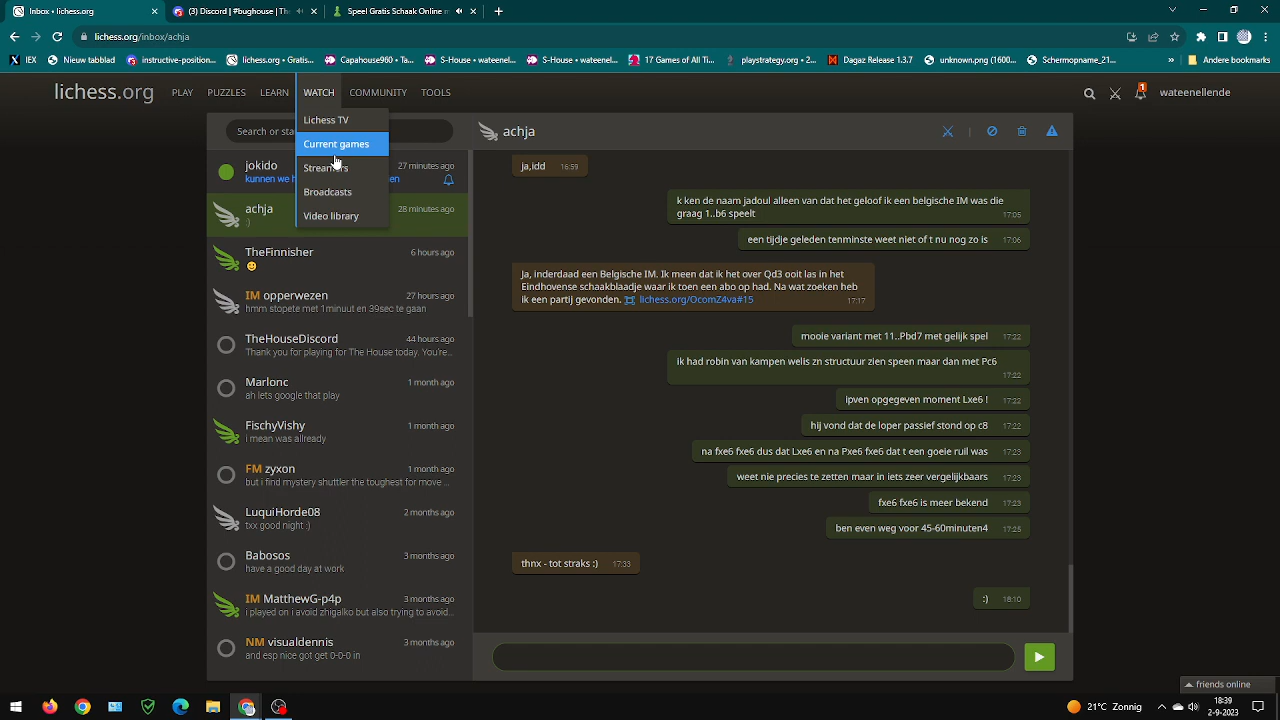 Inbox • lichess.org
(3) Discord | #bughouse | Th
Speel Gratis Schaak Online n
lichess.org/inbox/achja
IEX
Nieuw tabblad
instructive-position...
lichess.org • Gratis...
Capahouse960 • Ta...
S-House • wateenel...
S-House • wateenel...
17 Games of All Ti...
playstrategy.org • 2...
Dagaz Release 1.3.7
unknown.png (1600...
Schermopname_21...
»
Andere bookmarks
lichess.org
PLAY
PUZZLES
LEARN
WATCH
COMMUNITY
TOOLS
1
wateenellende
Lichess TV
Current games
Streamers
Broadcasts
Video library
Search or sta
jokido
27 minutes ago
kunnen we h
en
achja
28 minutes ago
:)
TheFinnisher
6 hours ago
IM opperwezen
27 hours ago
hmm stopete met 1minuut en 39sec te gaan
TheHouseDiscord
44 hours ago
Thank you for playing for The House today. You're...
Marlonc
1 month ago
ah lets google that play
FischyVishy
1 month ago
i mean was allready
FM zyxon
1 month ago
but i find mystery shuttler the toughest for move...
LuquiHorde08
2 months ago
txx good night :)
Babosos
3 months ago
have a good day at work
IM MatthewG-p4p
3 months ago
i played on i avoid zhigalko but also trying to avoid...
NM visualdennis
3 months ago
and esp nice got get 0-0-0 in
achja
ja,idd 16:59
k ken de naam jadoul alleen van dat het geloof ik een belgische IM was die
graag 1..b6 speelt 17:05
een tijdje geleden tenminste weet niet of t nu nog zo is 17:06
Ja, inderdaad een Belgische IM. Ik meen dat ik het over Qd3 ooit las in het
Eindhovense schaakblaadje waar ik toen een abo op had. Na wat zoeken heb
ik een partij gevonden. lichess.org/OcomZ4va#15 17:17
mooie variant met 11..Pbd7 met gelijk spel 17:22
ik had robin van kampen welis zn structuur zien speen maar dan met Pc6
17:22
ipven opgegeven moment Lxe6 ! 17:22
hij vond dat de loper passief stond op c8 17:22
na fxe6 fxe6 dus dat Lxe6 en na Pxe6 fxe6 dat t een goeie ruil was 17:23
weet nie precies te zetten maar in iets zeer vergelijkbaars 17:23
fxe6 fxe6 is meer bekend 17:23
ben even weg voor 45-60minuten4 17:25
thnx - tot straks :) 17:33
:) 18:10
friends online
21°C Zonnig
18:39
2-9-2023